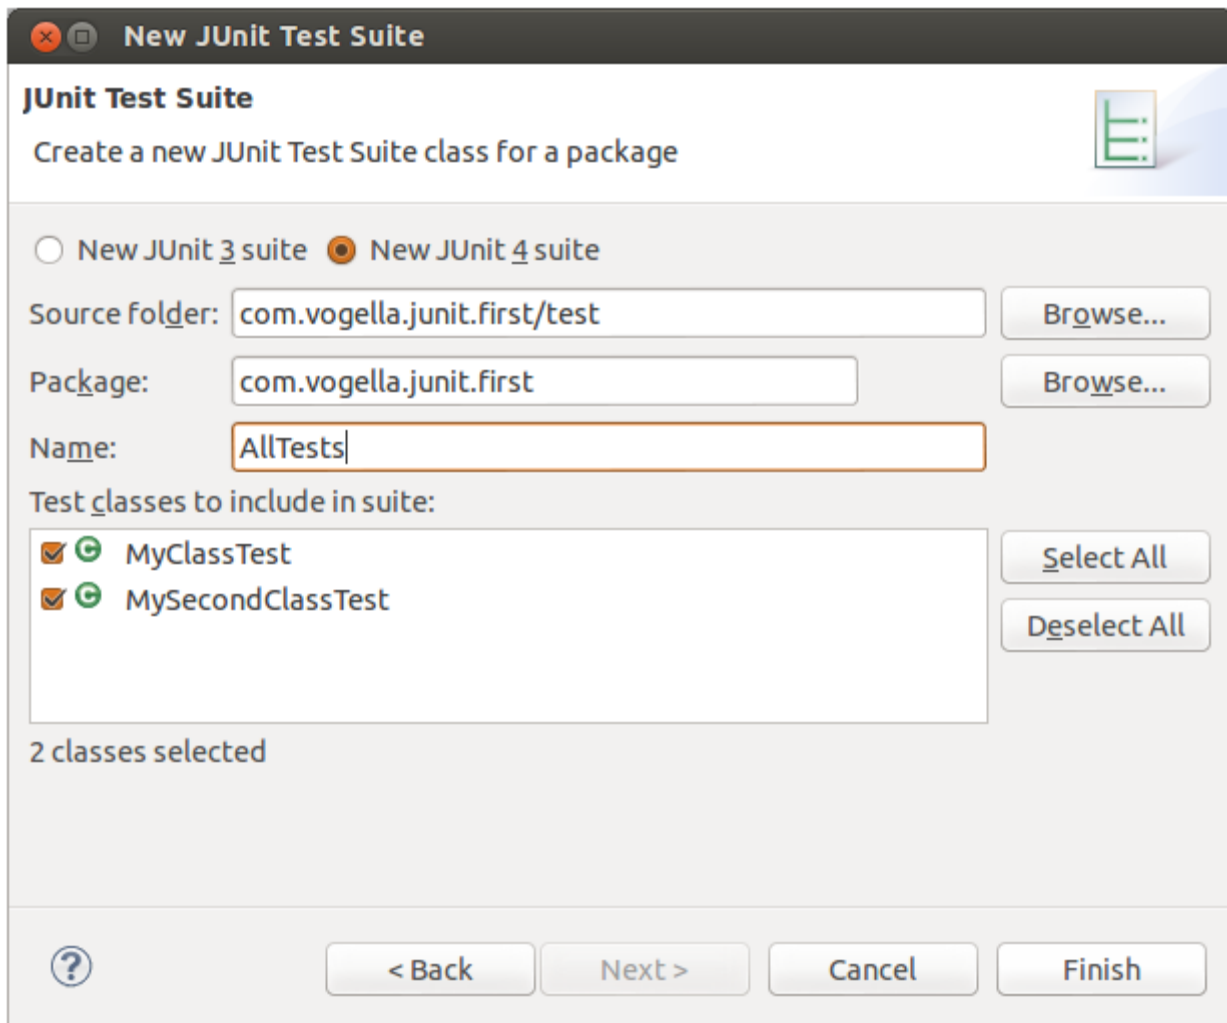 New JUnit Test Suite
JUnit Test Suite
Create a new JUnit Test Suite class for a package
New JUnit 3 suite New JUnit 4 suite
Source folder: com.vogella.junit.first/test Browse...
Package: com.vogella.junit.first Browse...
Name: AllTests
Test classes to include in suite:
C MyClassTest Select All
C MySecondClassTest
Deselect All
2 classes selected
? < Back Next > Cancel Finish